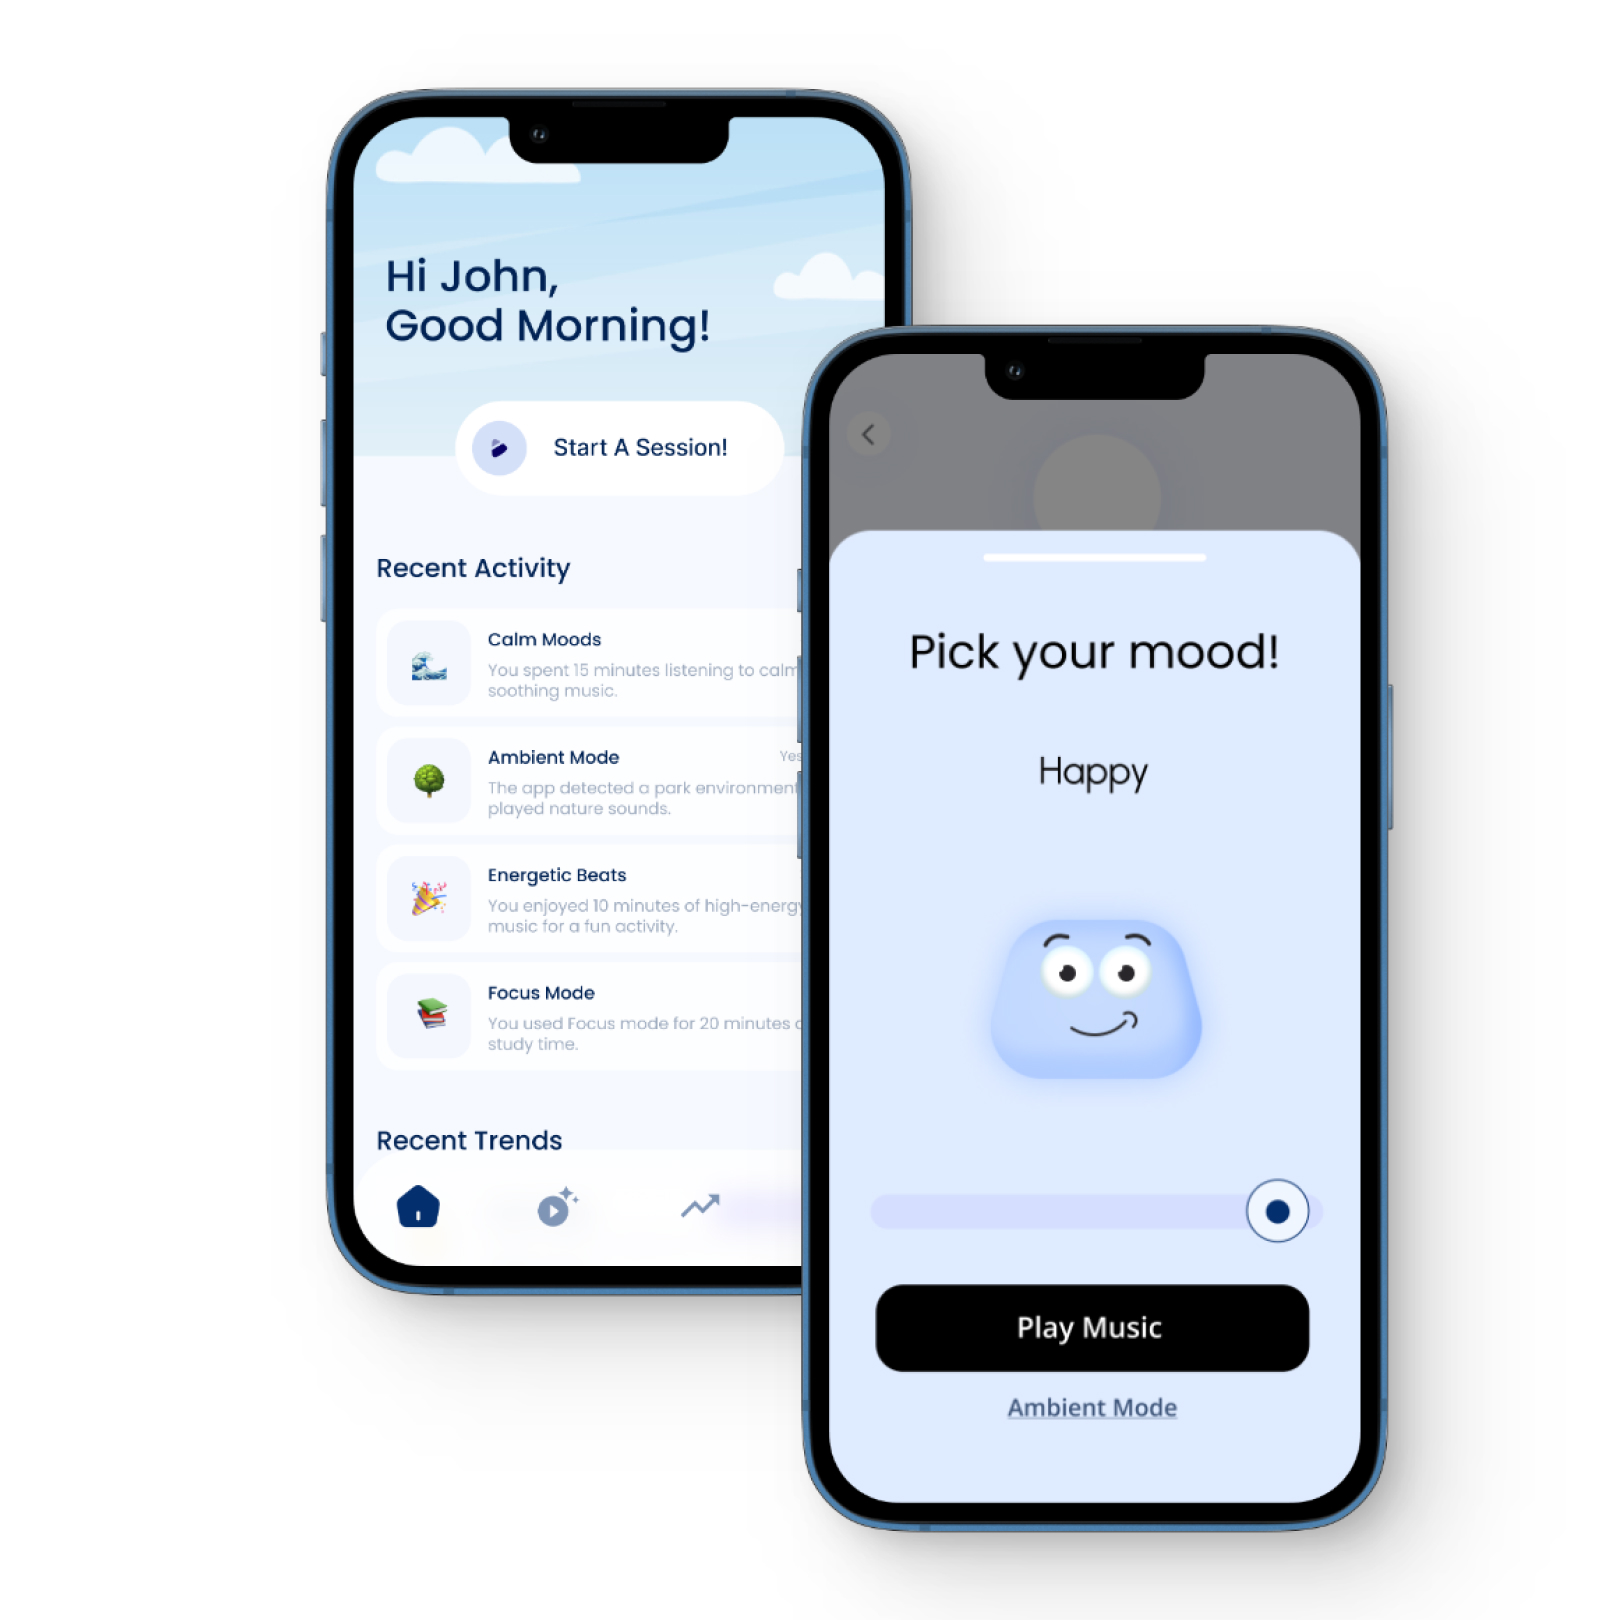 Hi John,
Good Morning!
Start A Session!
Recent Activity
Calm Moods
You spent 15 minutes listening to calm
soothing music.
Ambient Mode
The app detected a park environment
played nature sounds.
Energetic Beats
You enjoyed 10 minutes of high-energy
music for a fun activity.
Focus Mode
You used Focus mode for 20 minutes
study time.
Recent Trends
Pick your mood!
Happy
Play Music
Ambient Mode